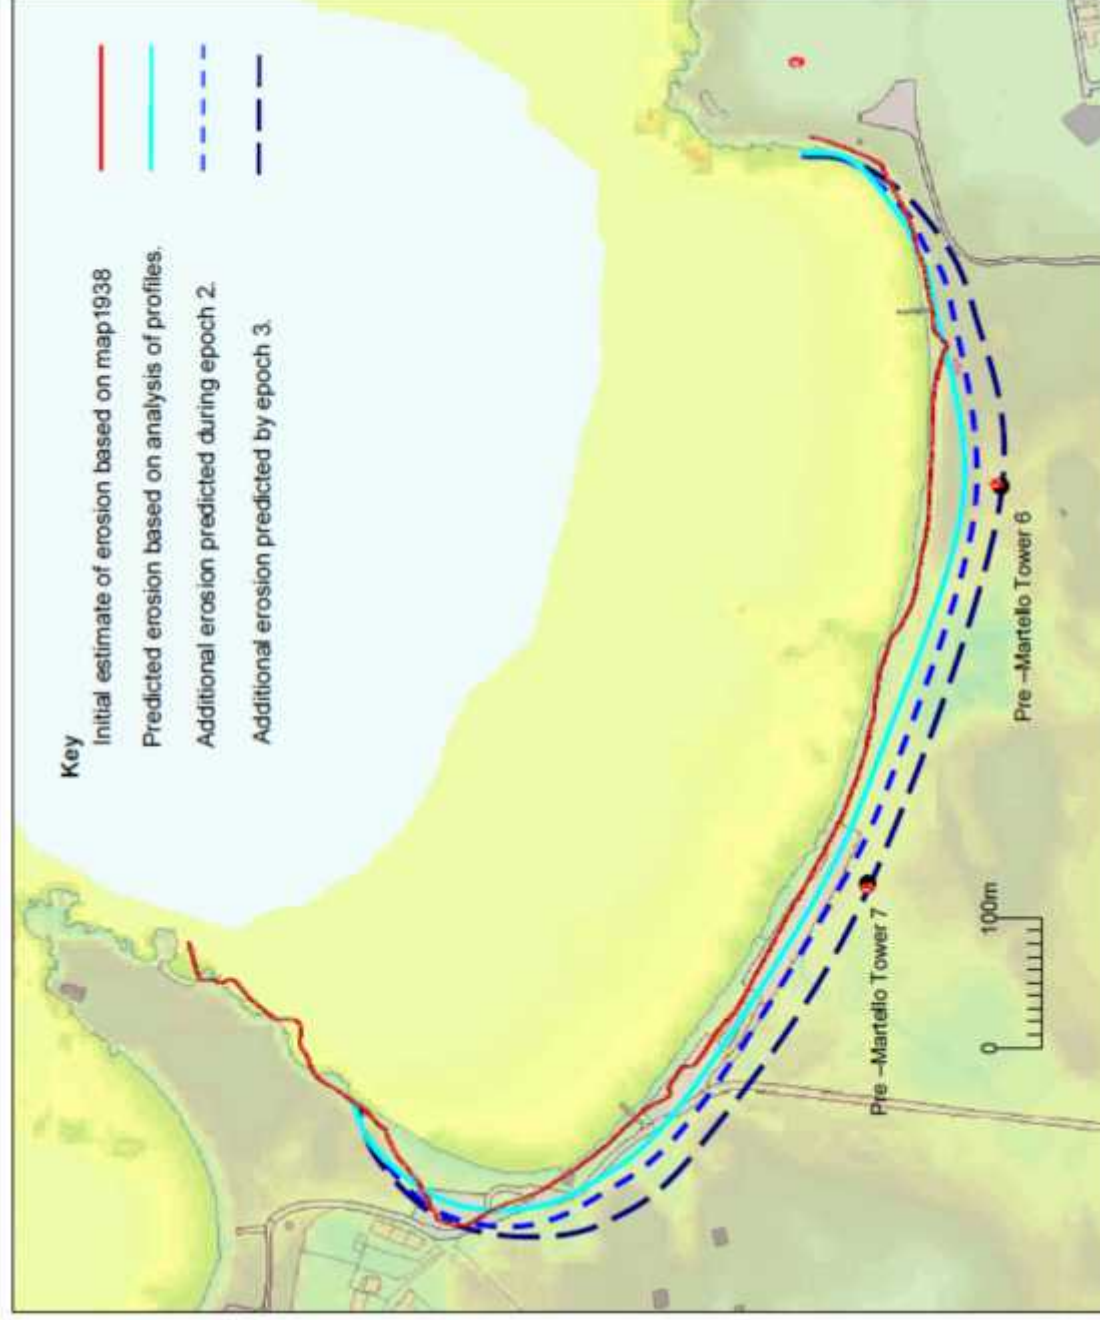 Key
Initial estimate of erosion based on map1938
Predicted erosion based on analysis of profiles.
Additional erosion predicted during epoch 2.
Additional erosion predicted by epoch 3.
Pre –Martello Tower 6
Pre –Martello Tower 7
0 100m